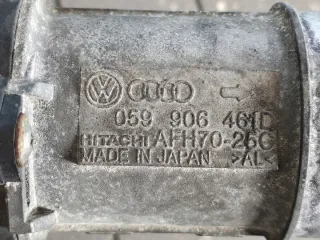 059 906 461D
HITACHI AFH70-26C
MADE IN JAPAN >AL<